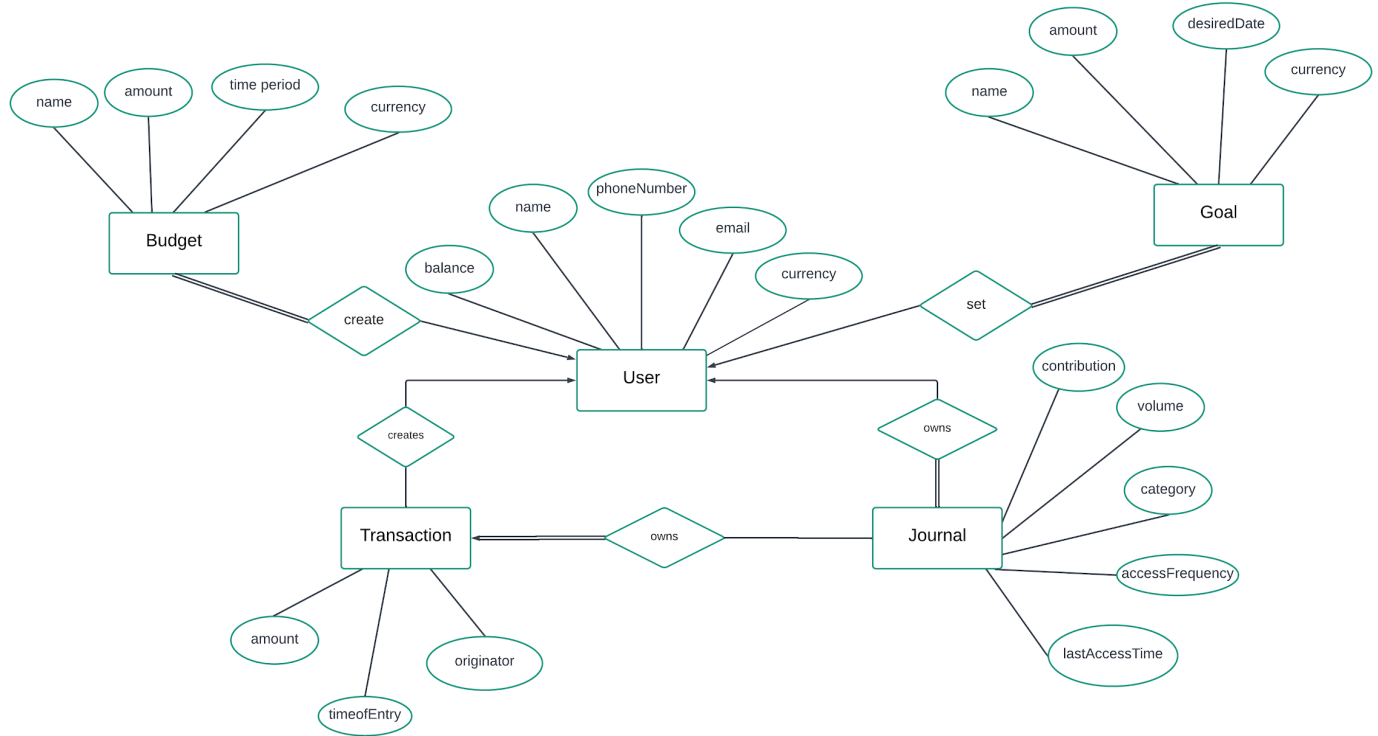 desiredDate
amount
currency
time period
amount
name
name
currency
phoneNumber
name
Goal
email
Budget
balance
currency
set
create
contribution
User
volume
owns
creates
category
Transaction
owns
Journal
accessFrequency
amount
originator
lastAccessTime
timeofEntry